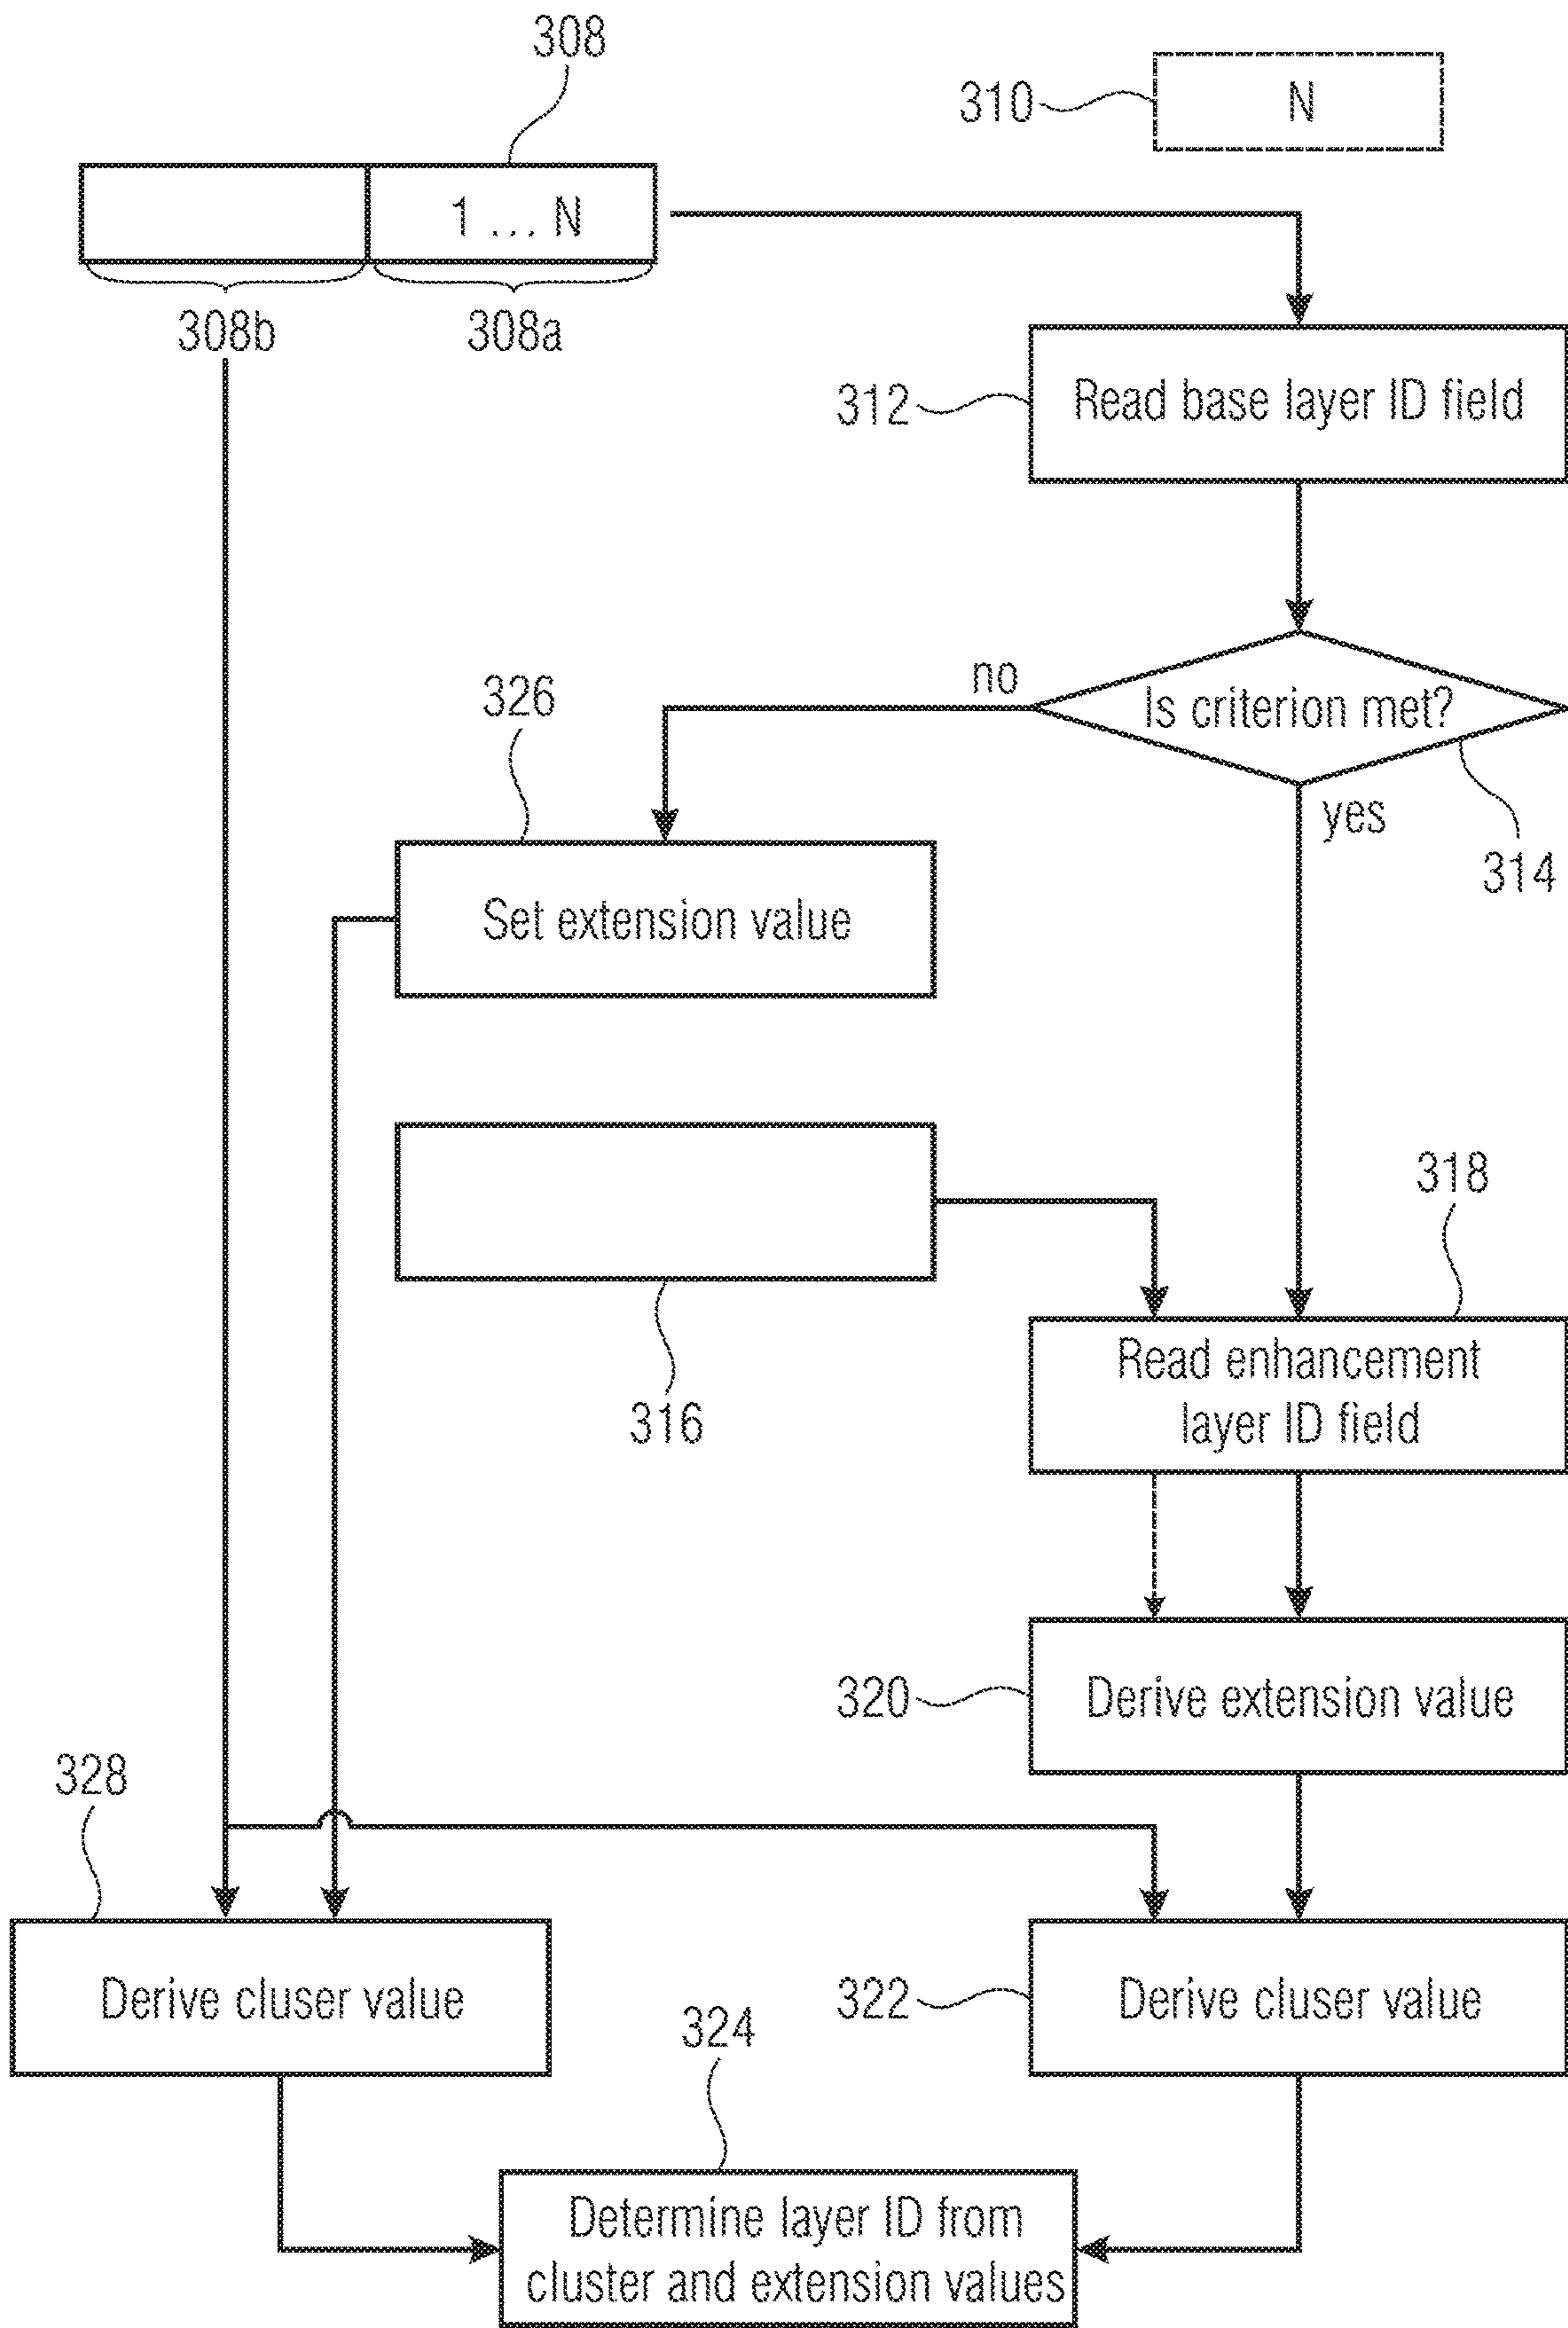 308
310
N
1 ... N
308b
308a
312
Read base layer ID field
no
Is criterion met?
326
yes
314
Set extension value
318
316
Read enhancement
layer ID field
320
Derive extension value
328
Derive cluser value
322
Derive cluser value
324
Determine layer ID from
cluster and extension values